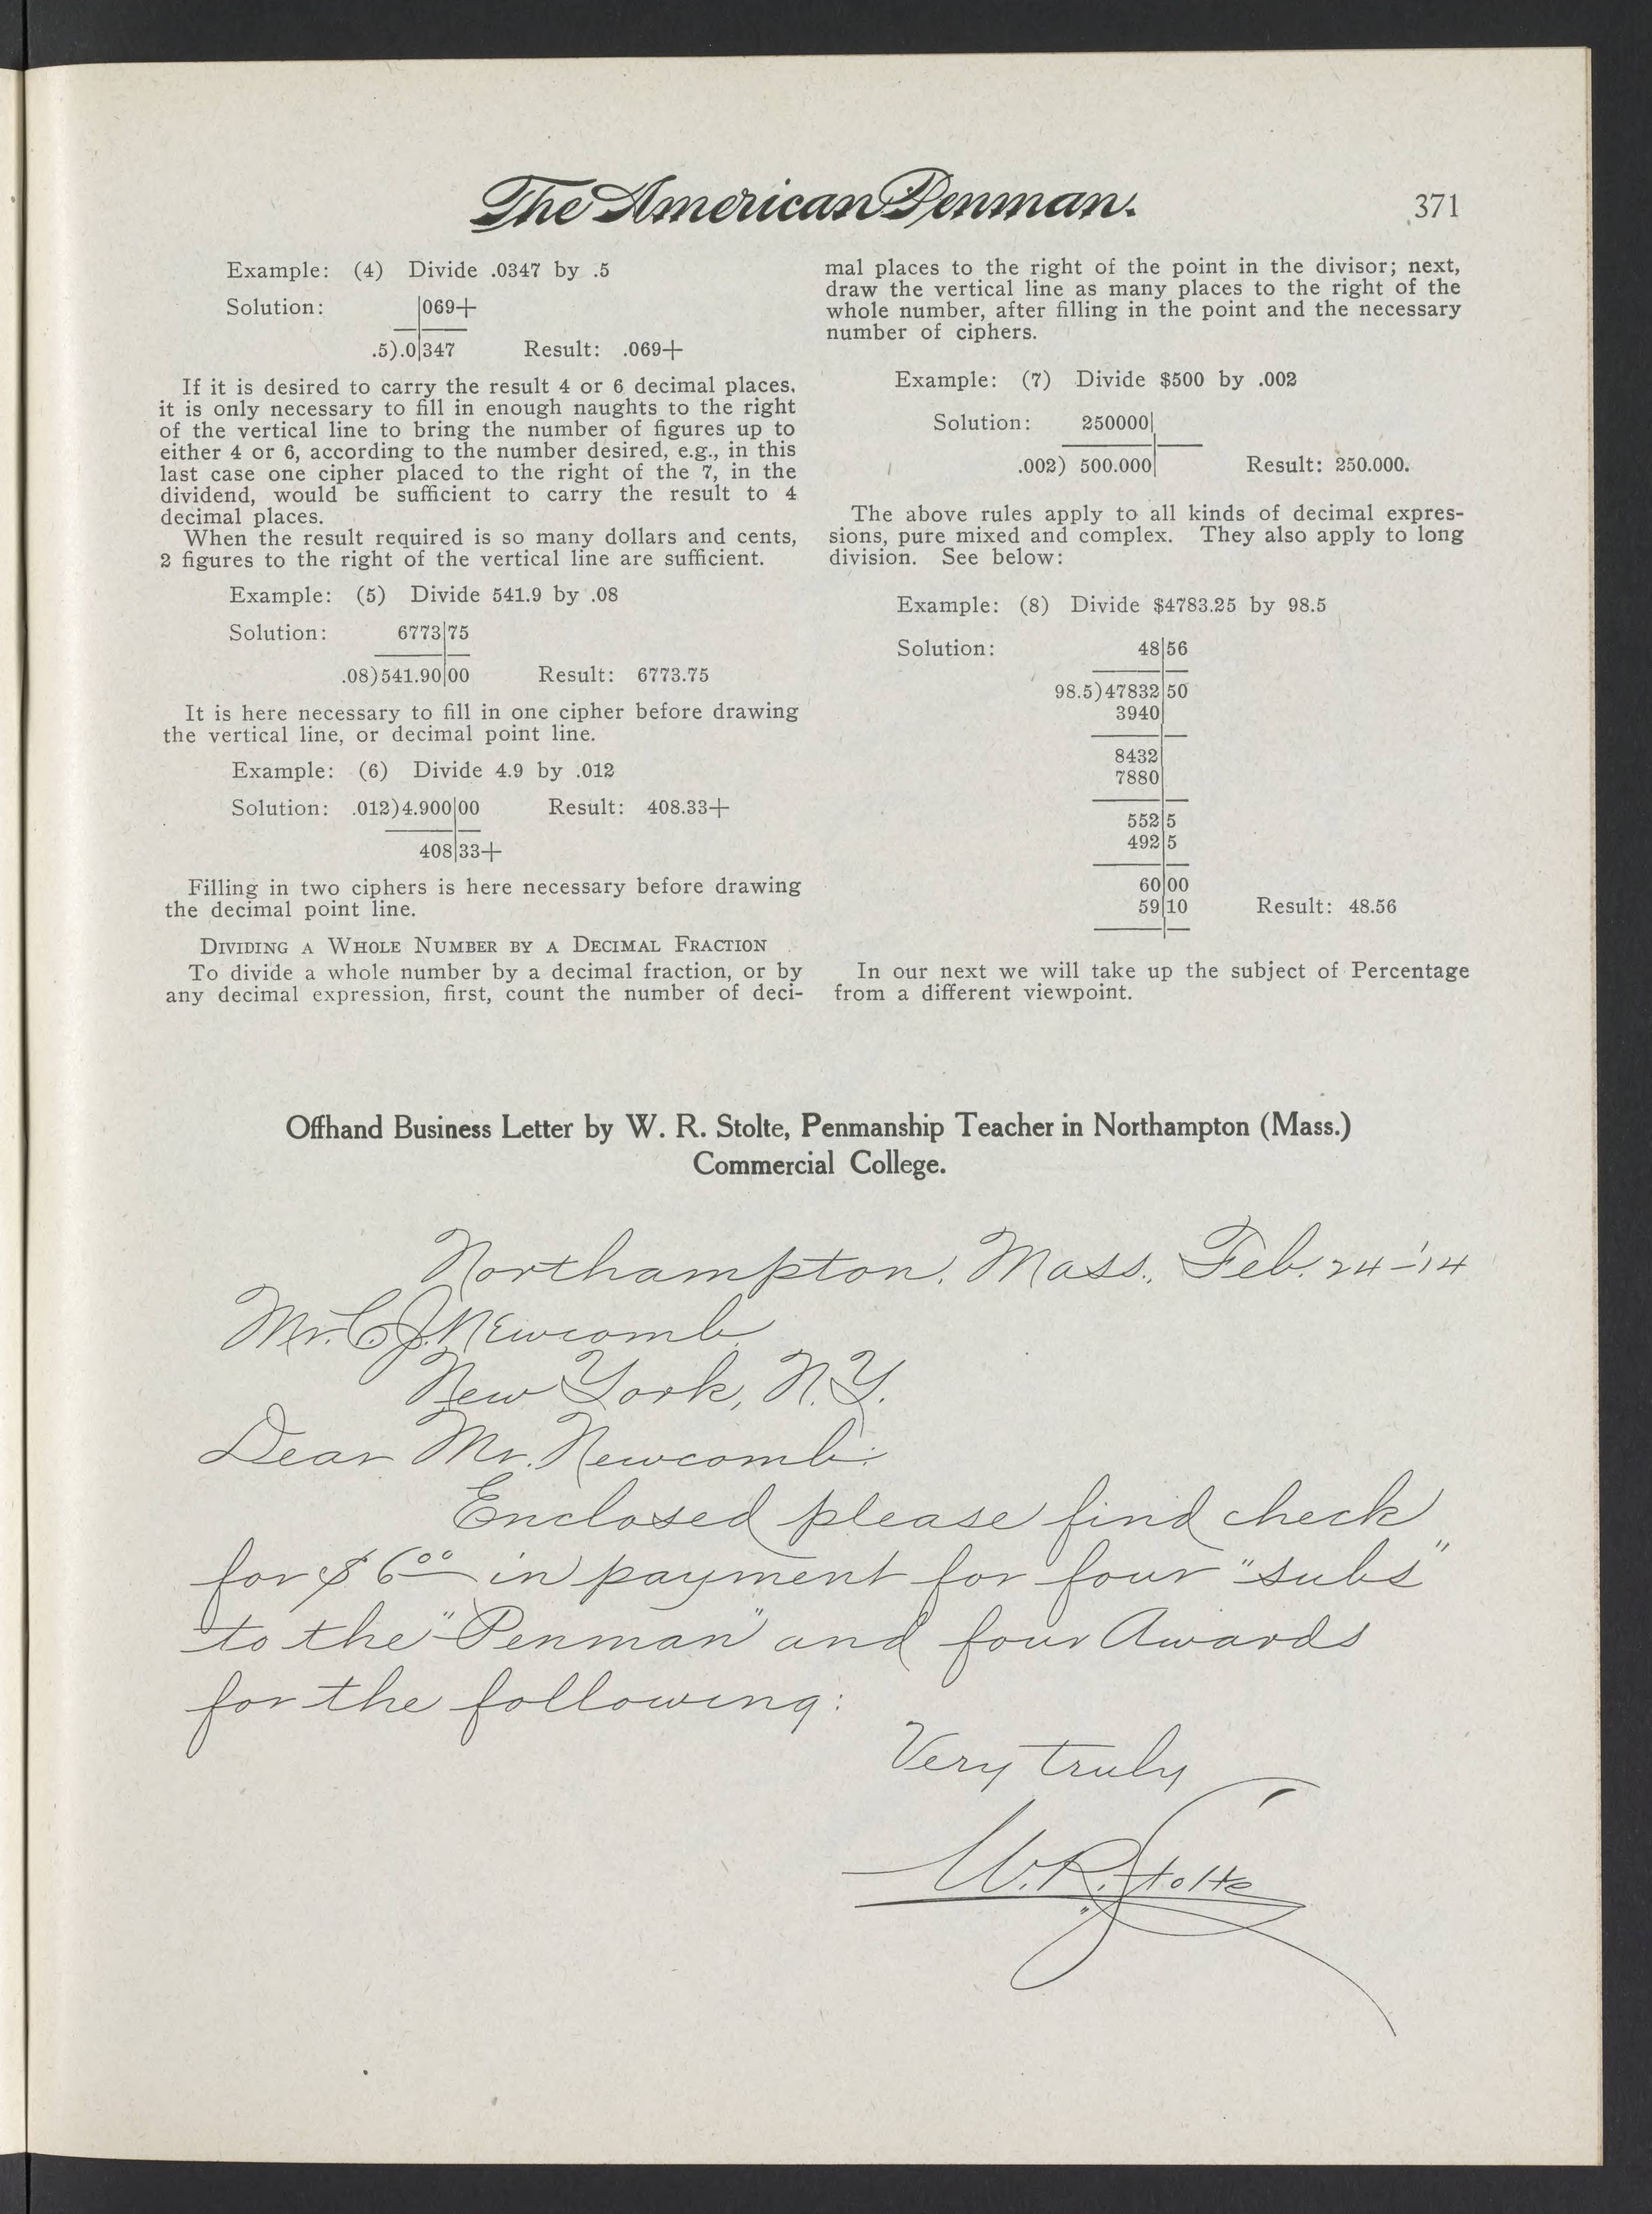 The American Penman.
371
Example: (4) Divide .0347 by .5
Solution: |069+
.5).0|347 Result: .069+
If it is desired to carry the result 4 or 6 decimal places.
it is only necessary to fill in enough naughts to the right
of the vertical line to bring the number of figures up to
either 4 or 6, according to the number desired, e.g., in this
last case one cipher placed to the right of the 7, in the
dividend, would be sufficient to carry the result to 4
decimal places.
When the result required is so many dollars and cents,
2 figures to the right of the vertical line are sufficient.
Example: (5) Divide 541.9 by .08
Solution: 6773|75
.08)541.90|00 Result: 6773.75
It is here necessary to fill in one cipher before drawing
the vertical line, or decimal point line.
Example: (6) Divide 4.9 by .012
Solution: .012)4.900|00 Result: 408.33+
408|33+
Filling in two ciphers is here necessary before drawing
the decimal point line.
DIVIDING A WHOLE NUMBER BY A DECIMAL FRACTION
To divide a whole number by a decimal fraction, or by
any decimal expression, first, count the number of deci-
mal places to the right of the point in the divisor; next,
draw the vertical line as many places to the right of the
whole number, after filling in the point and the necessary
number of ciphers.
Example: (7) Divide $500 by .002
Solution: 250000|
.002) 500.000| Result: 250.000.
The above rules apply to all kinds of decimal expres-
sions, pure mixed and complex. They also apply to long
division. See below:
Example: (8) Divide $4783.25 by 98.5
Solution: 48|56
98.5)47832|50
3940|
8432
7880|
552|5
492|5
60|00
59|10 Result: 48.56
In our next we will take up the subject of Percentage
from a different viewpoint.
Offhand Business Letter by W. R. Stolte, Penmanship Teacher in Northampton (Mass.)
Commercial College.
Northampton, Mass., Feb. 24-'14
Mr. C. J. Newcomb,
New York, N.Y.
Dear Mr. Newcomb:
Enclosed please find check
for $6 00 in payment for four "subs"
to the "Penman" and four Awards
for the following:
Very truly
W. R. Stolte